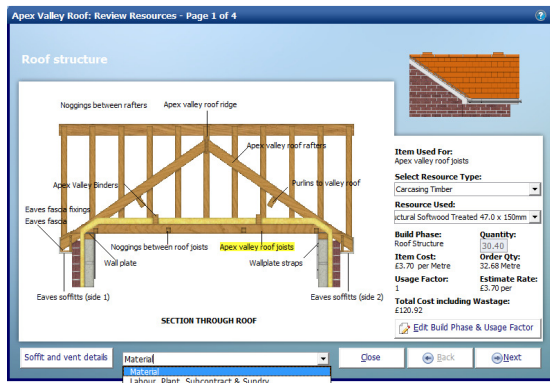 Apex Valley Roof: Review Resources - Page 1 of 4
?
Roof structure
Noggings between rafters
Apex valley roof ridge
Apex valley roof rafters
Apex Valley Binders
Purlins to valley roof
Eaves fascia fixings
Eaves fascia
Noggings between roof joists
Apex valley roof joists
Wall plate
Wallplate straps
Eaves soffitts (side 1)
Eaves soffitts (side 2)
SECTION THROUGH ROOF
Item Used For:
Apex valley roof joists
Select Resource Type:
Carcasing Timber
Resource Used:
uctural Softwood Treated 47.0 x 150mm
Build Phase: Quantity:
Roof Structure 30.40
Item Cost: Order Qty:
£3.70 per Metre 32.68 Metre
Usage Factor: Estimate Rate:
1 £3.70 per
Total Cost including Wastage:
£120.92
Edit Build Phase & Usage Factor
Soffit and vent details
Material
Close
Back
Next
Material
Labour, Plant, Subcontract & Sundry